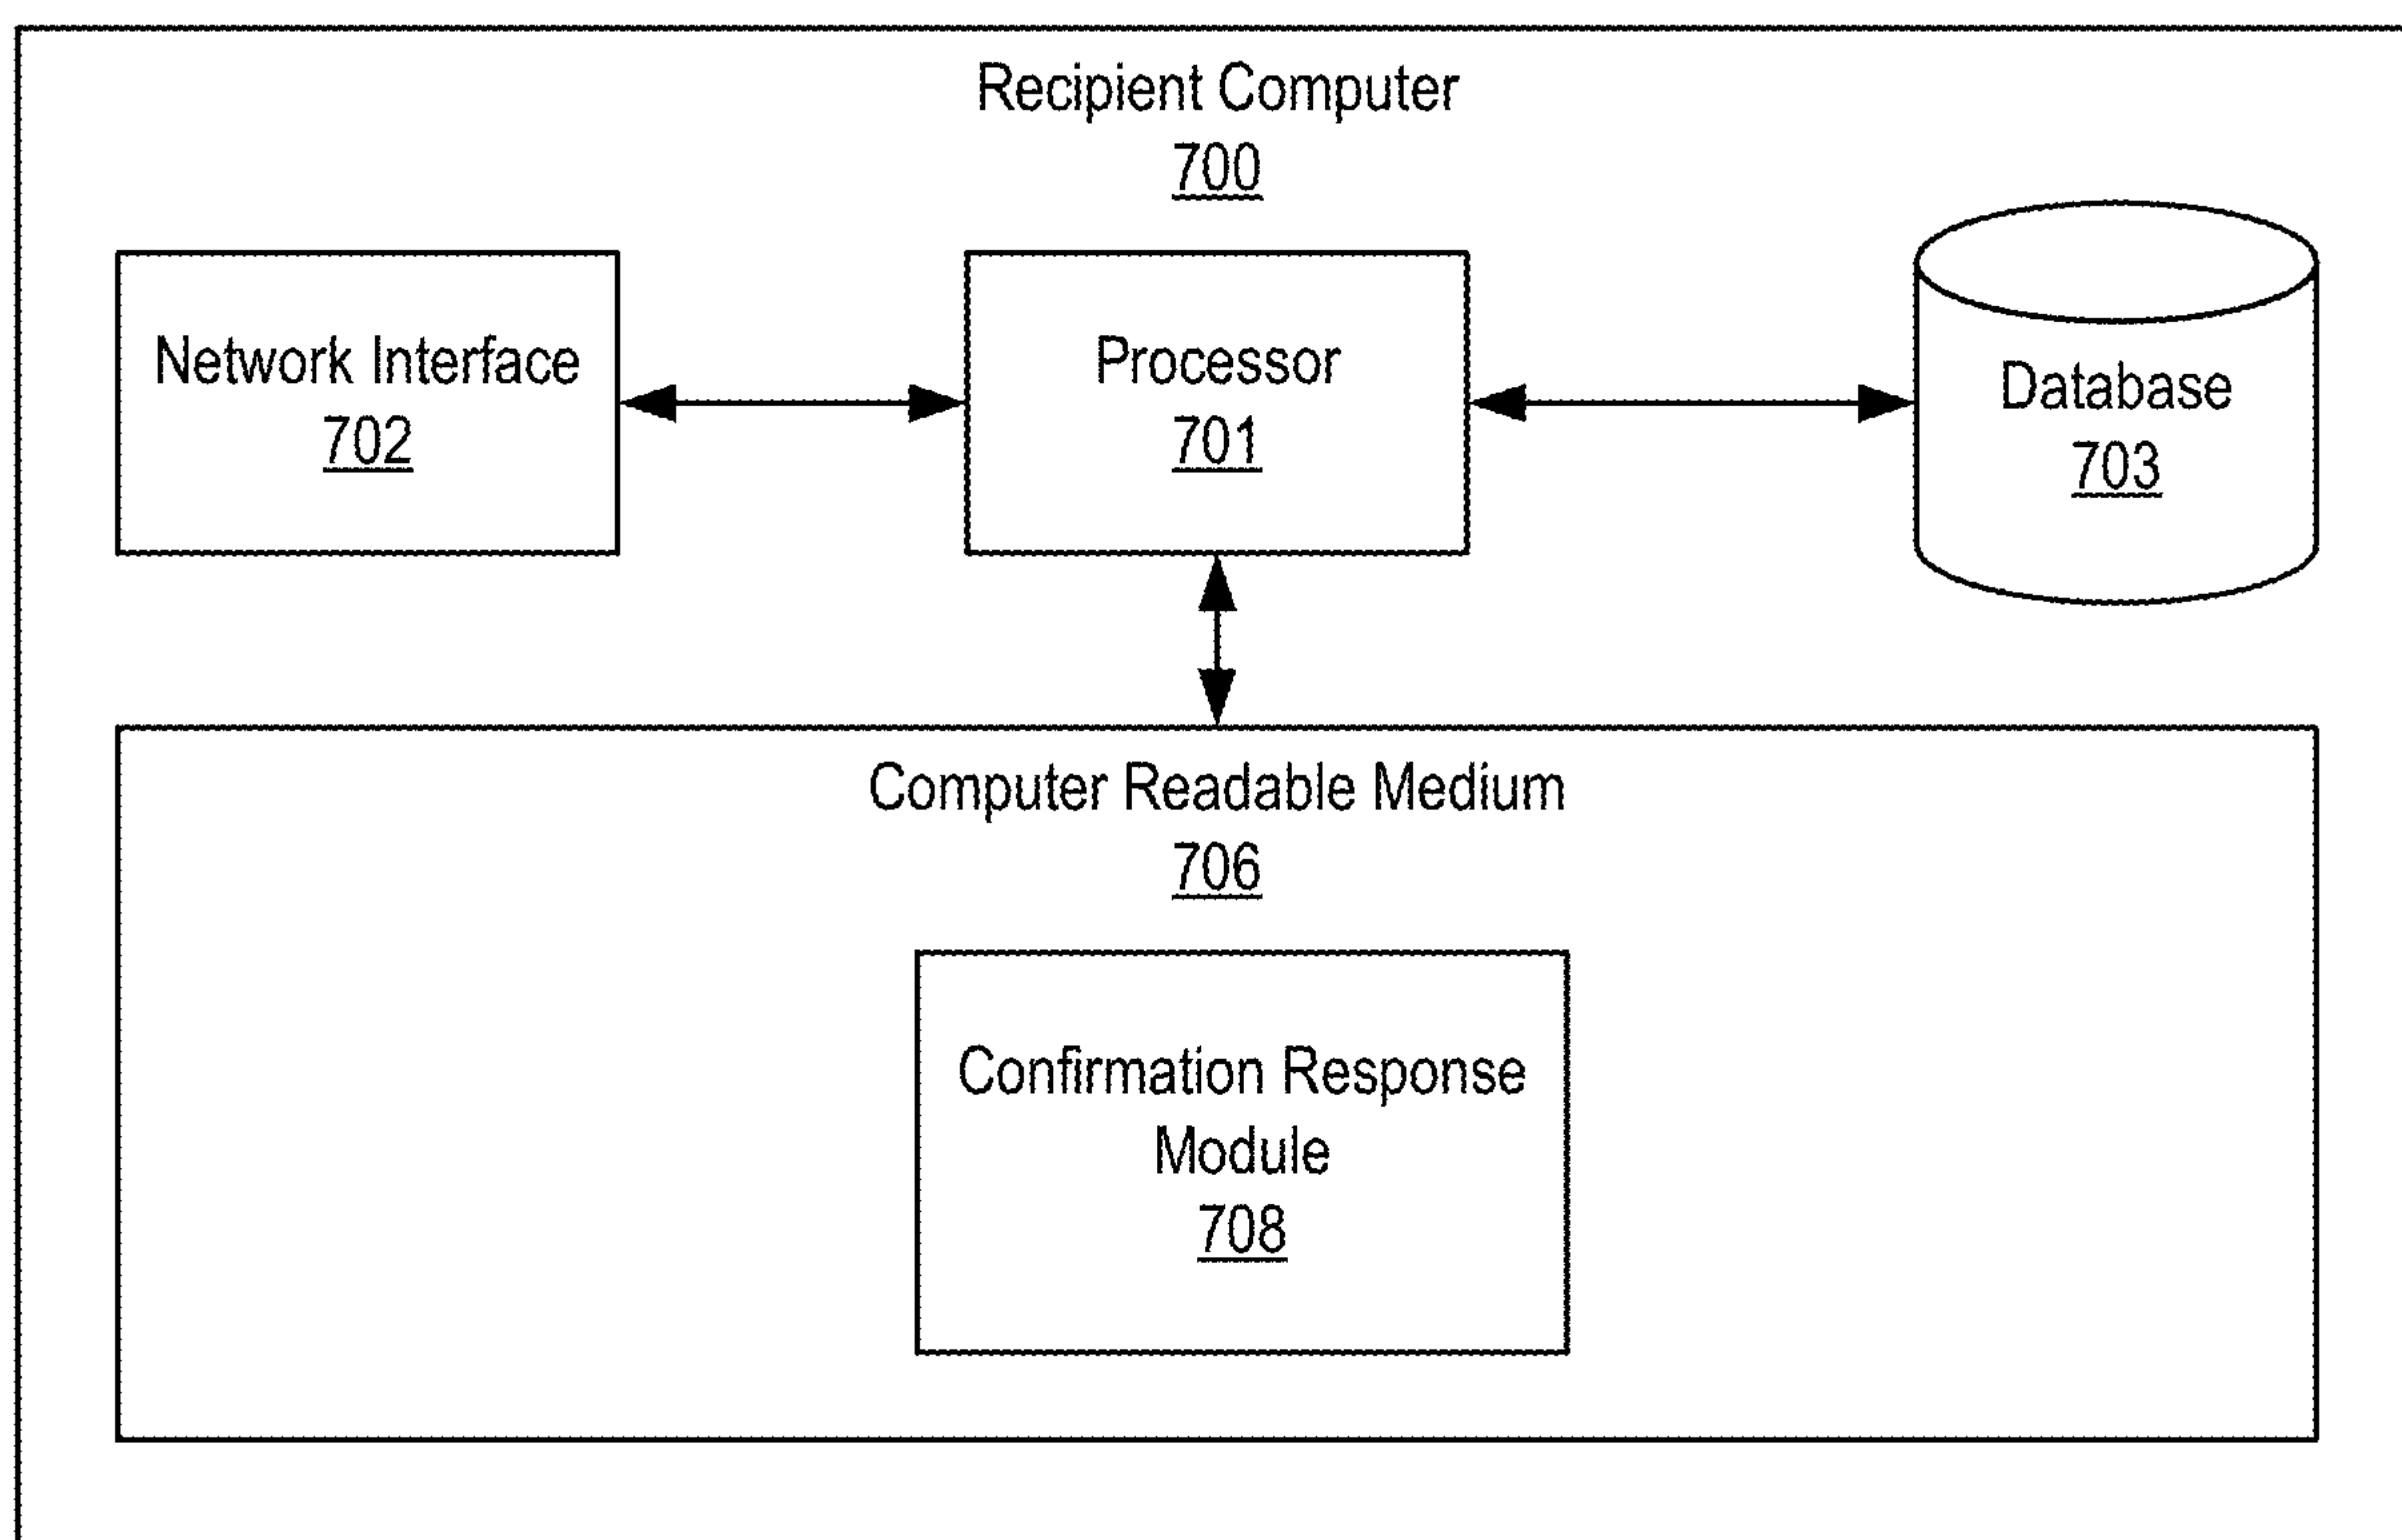 Recipient Computer
700
Network Interface
702
Processor
701
Database
703
Computer Readable Medium
706
Confirmation Response
Module
708